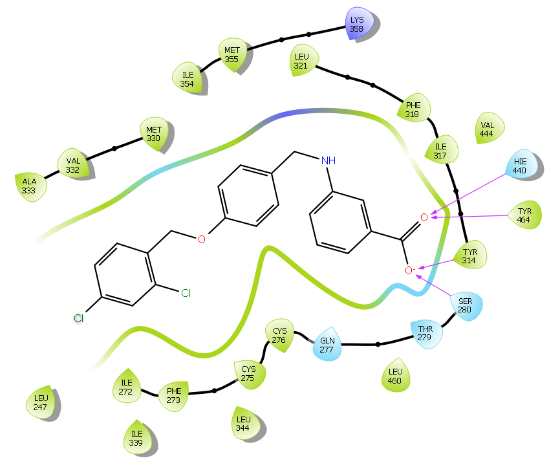 LYS
358
MET
355
LEU
321
ILE
354
PHE
318
VAL
444
MET
330
ILE
317
VAL
332
HIE
440
ALA
333
NH
O
TYR
464
O
TYR
314
O-
Cl
SER
280
Cl
THR
279
CYS
276
GLN
277
CYS
275
LEU
460
ILE
272
PHE
273
LEU
247
LEU
344
ILE
339